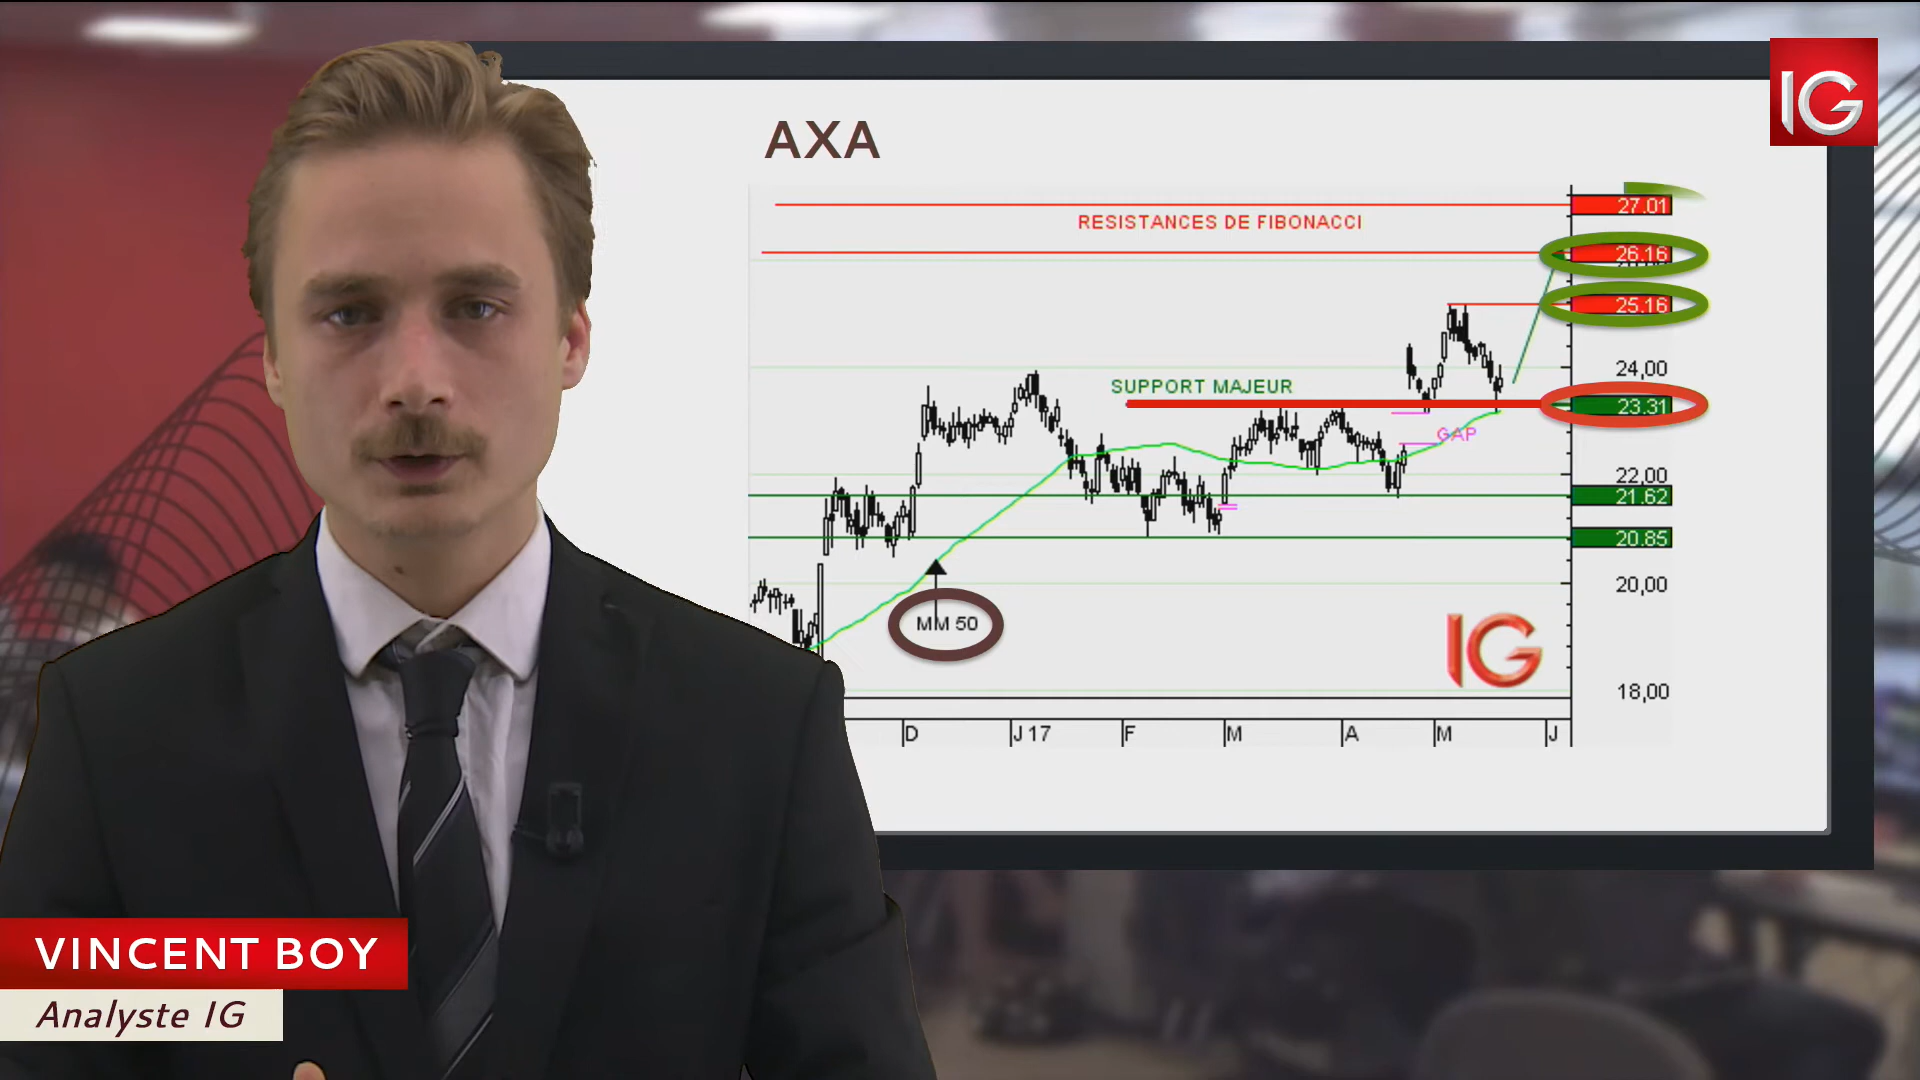 IG
AXA
27.01
RESISTANCES DE FIBONACCI
26.16
25.16
24,00
SUPPORT MAJEUR
23.31
GAP
22,00
21.62
20.85
20,00
MM 50
IG
18,00
D J 17 F M A M J
VINCENT BOY
Analyste IG